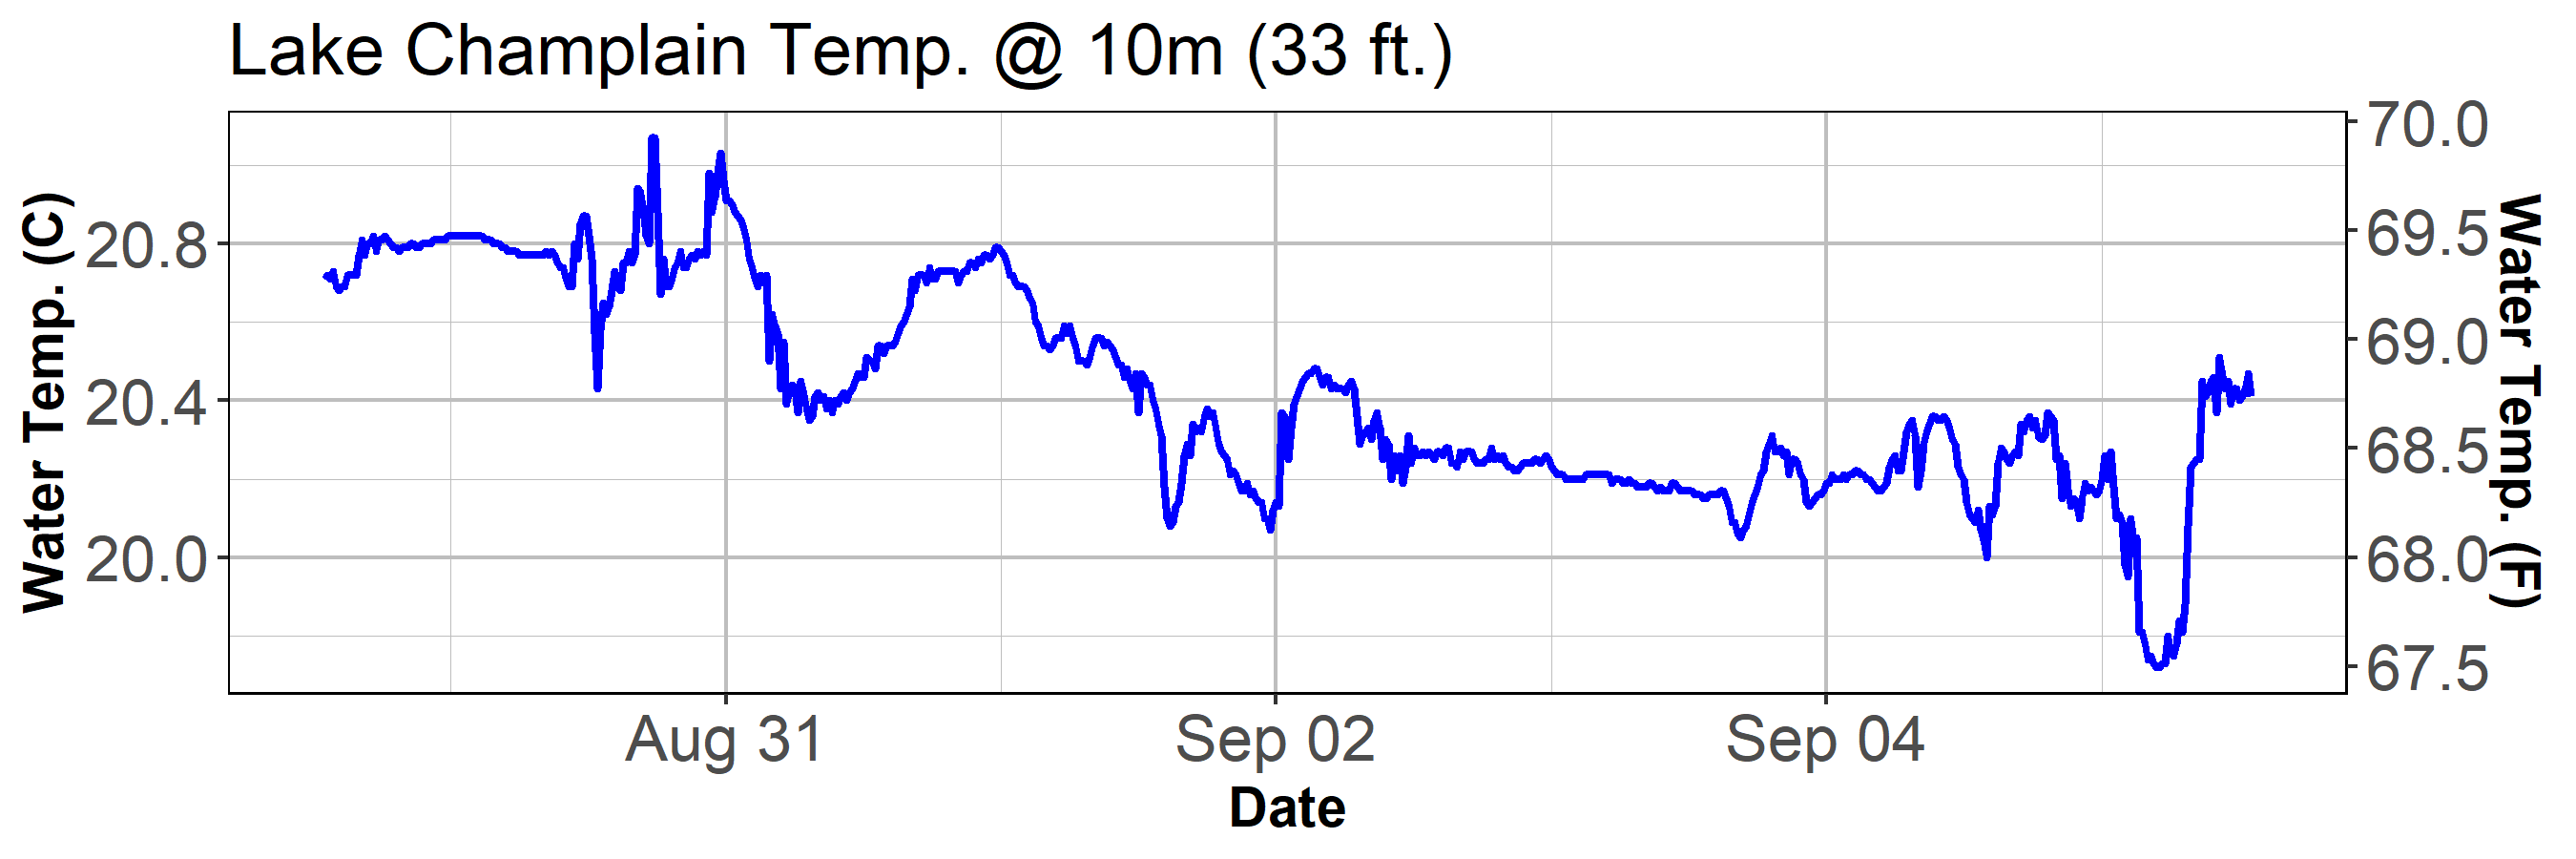 Lake Champlain Temp. @ 10m (33 ft.)
Water Temp. (C)
20.8
20.4
20.0
70.0
69.5
69.0
68.5
68.0
67.5
Water Temp. (F)
Aug 31
Sep 02
Sep 04
Date